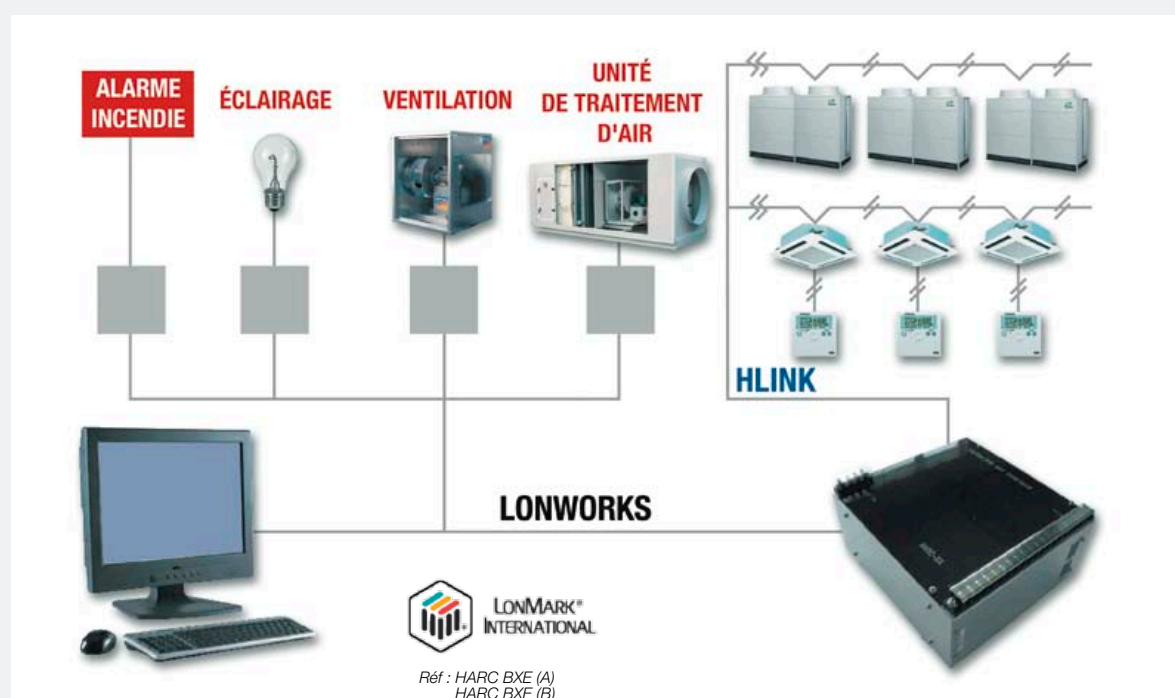 ALARME
INCENDIE
ÉCLAIRAGE
VENTILATION
UNITÉ
DE TRAITEMENT
D'AIR
HLINK
LONWORKS
LONMARK®
INTERNATIONAL
Réf : HARC BXE (A)
HARC BXE (B)